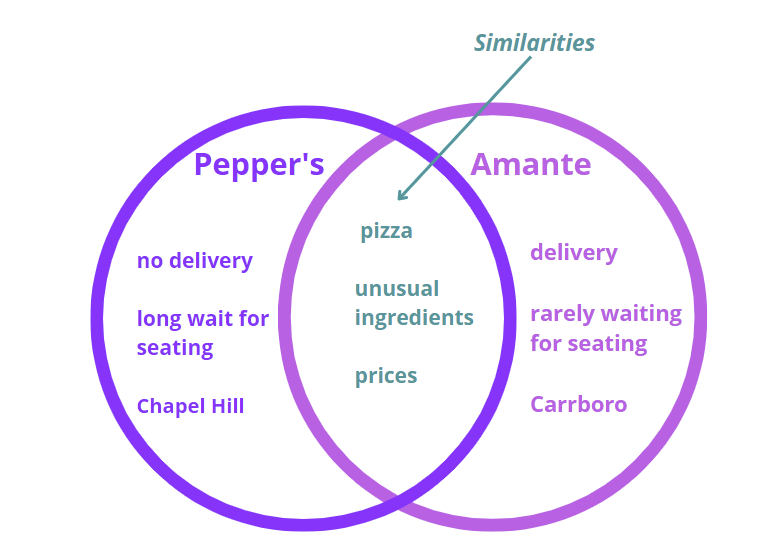 Similarities
Pepper's
Amante
no delivery
long wait for
seating
Chapel Hill
pizza
unusual
ingredients
prices
delivery
rarely waiting
for seating
Carrboro